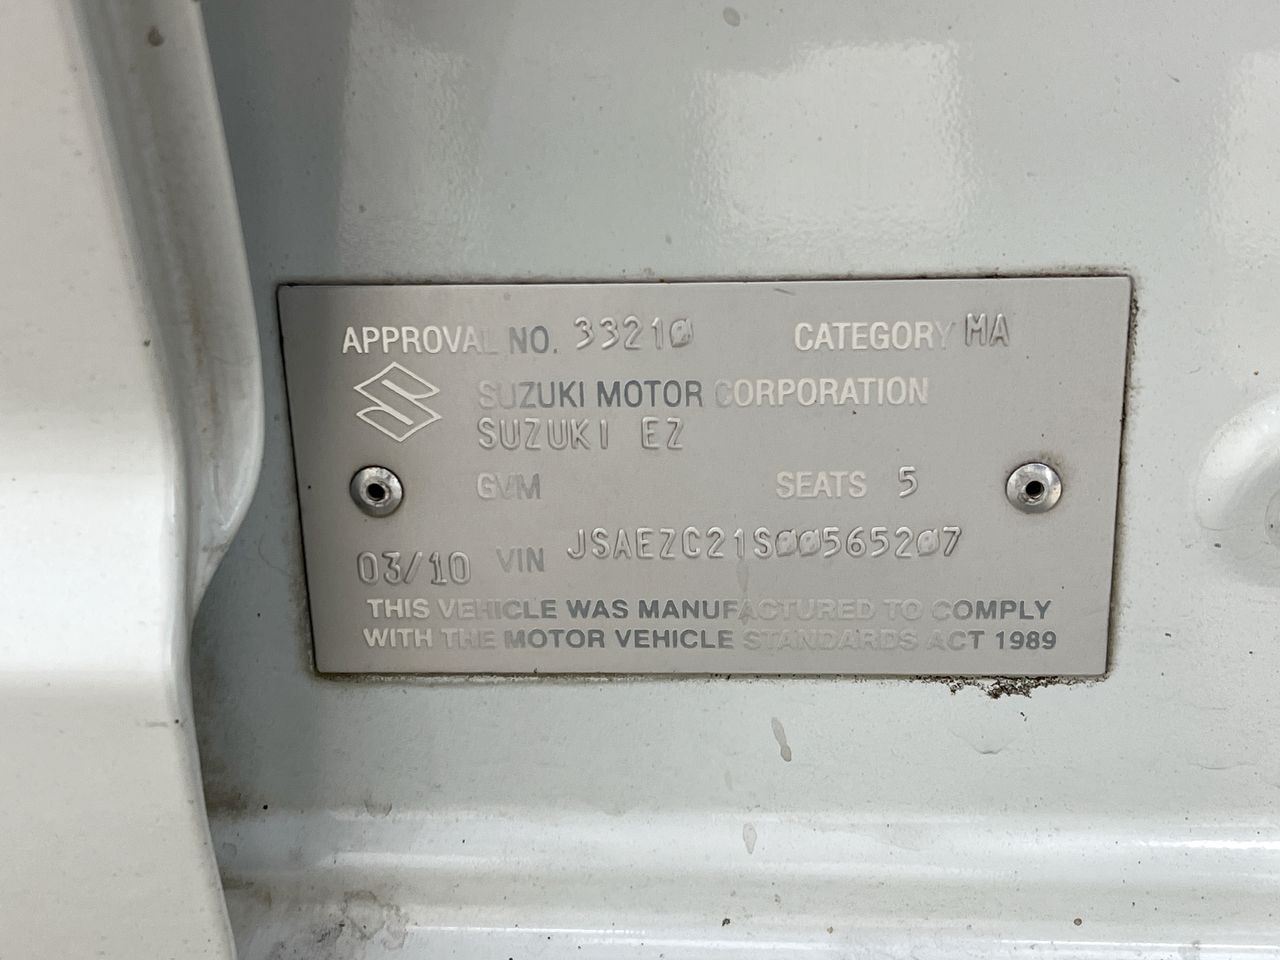 APPROVAL NO. 33210 CATEGORY MA
SUZUKI MOTOR CORPORATION
SUZUKI EZ
GVM SEATS 5
03/10 VIN JSAEZC21S00565207
THIS VEHICLE WAS MANUFACTURED TO COMPLY
WITH THE MOTOR VEHICLE STANDARDS ACT 1989